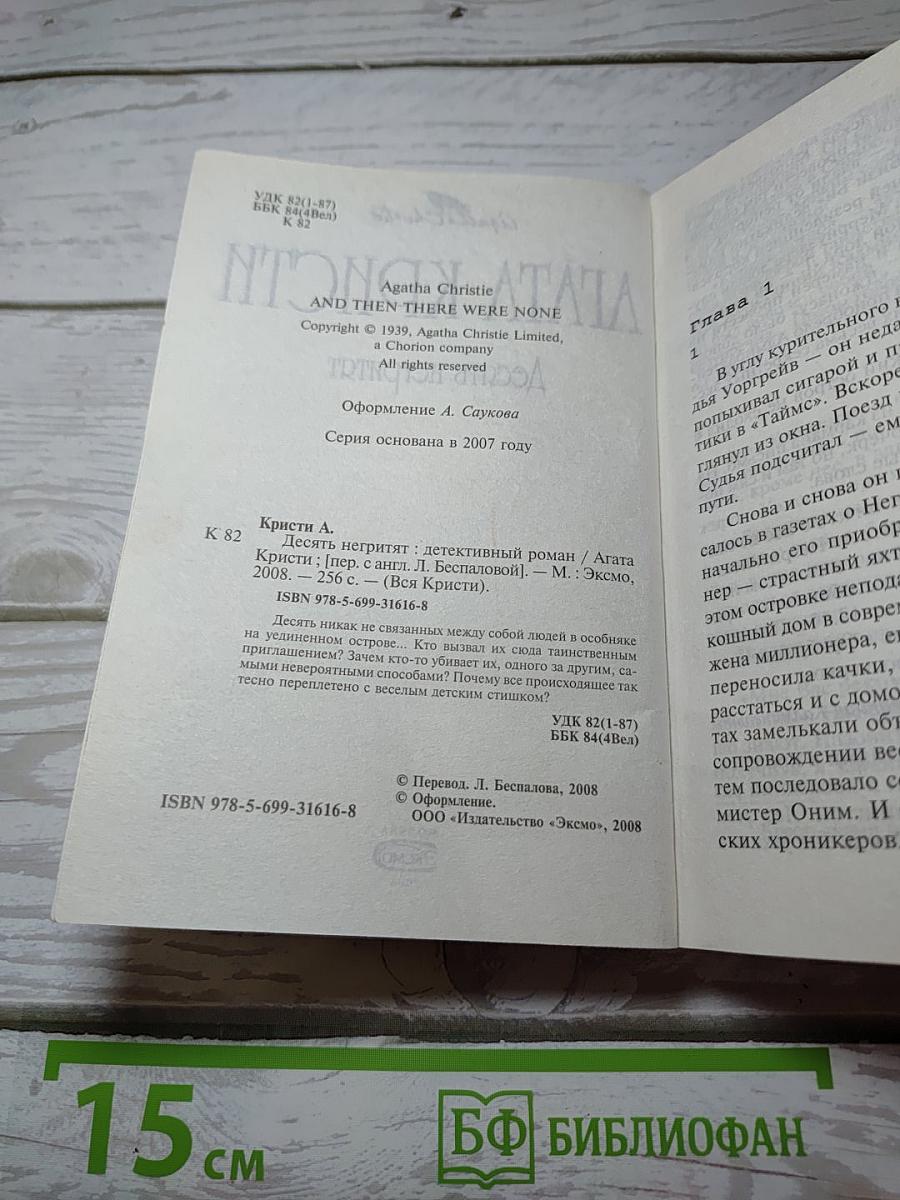 УДК 82(1-87)
ББК 84(4Вел)
К 82
Agatha Christie
AND THEN THERE WERE NONE
Copyright © 1939, Agatha Christie Limited,
a Chorion company
All rights reserved
Оформление А. Саукова
Серия основана в 2007 году
Кристи А.
К 82 Десять негритят : детективный роман / Агата
Кристи ; [пер. с англ. Л. Беспаловой]. — М. : Эксмо,
2008. — 256 с. — (Вся Кристи).
ISBN 978-5-699-31616-8
Десять никак не связанных между собой людей в особняке
на уединенном острове... Кто вызвал их сюда таинственным
приглашением? Зачем кто-то убивает их, одного за другим, са-
мыми невероятными способами? Почему все происходящее так
тесно переплетено с веселым детским стишком?
УДК 82(1-87)
ББК 84(4Вел)
© Перевод. Л. Беспалова, 2008
© Оформление.
ООО «Издательство «Эксмо», 2008
ISBN 978-5-699-31616-8
Глава 1
1
В углу курительного
дья Уоргрейв — он неда
попыхивал сигарой и п
тики в «Таймс». Вскоре
глянул из окна. Поезд
Судья подсчитал — ем
пути.
Снова и снова он
салось в газетах о Нег
начально его приобр
нер — страстный яхт
этом островке непода
кошный дом в соврем
жена миллионера, е
переносила качки,
расстаться и с домо
тах замелькали объ
сопровождении вес
тем последовало с
мистер Оним. И
ских хроникеров
15 см
БФ БИБЛИОФАН